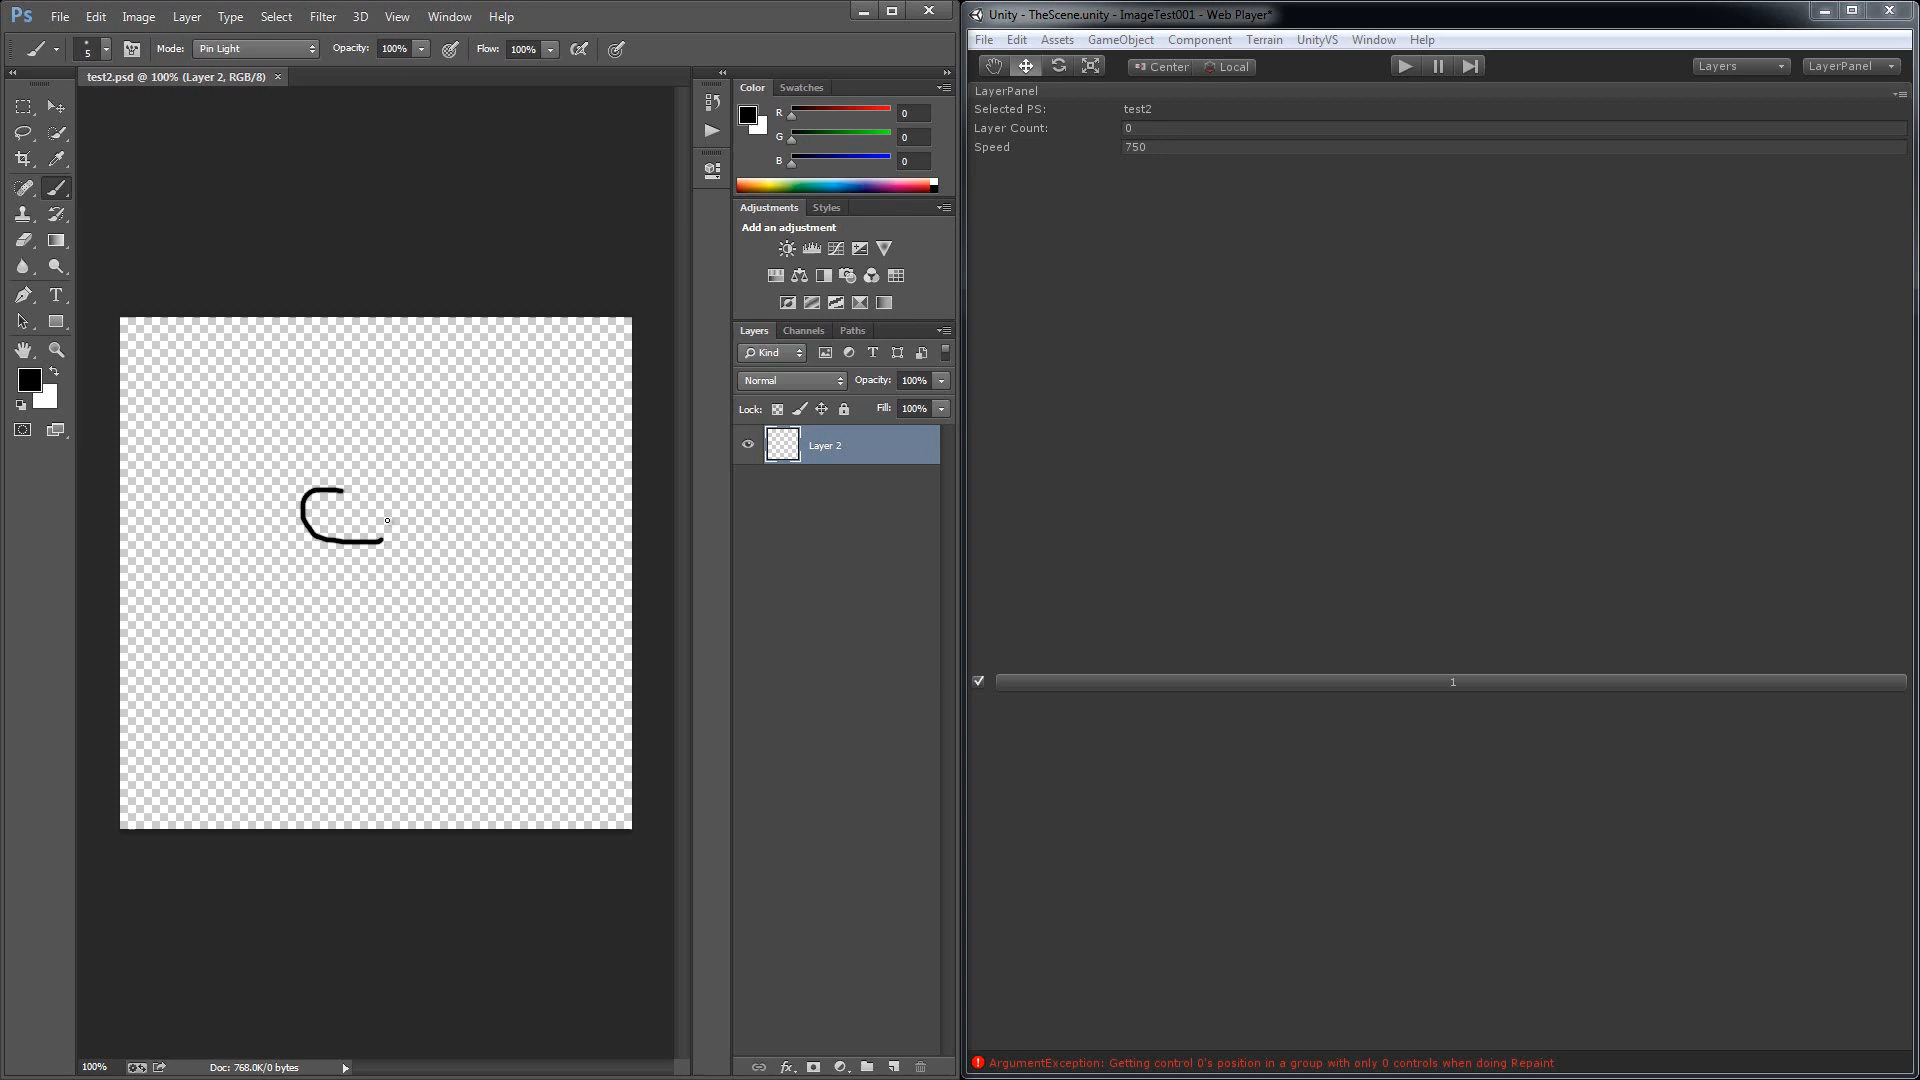 Ps File Edit Image Layer Type Select Filter 3D View Window Help
5 Mode: Pin Light Opacity: 100% Flow: 100%
test2.psd @ 100% (Layer 2, RGB/8) ×
Color Swatches
R 0
G 0
B 0
Adjustments Styles
Add an adjustment
Layers Channels Paths
Kind
Normal Opacity: 100%
Lock: Fill: 100%
Layer 2
fx
100% Doc: 768.0K/0 bytes
Unity - TheScene.unity - ImageTest001 - Web Player*
File Edit Assets GameObject Component Terrain UnityVS Window Help
Center Local Layers LayerPanel
LayerPanel
Selected PS: test2
Layer Count: 0
Speed 750
1
ArgumentException: Getting control 0's position in a group with only 0 controls when doing Repaint